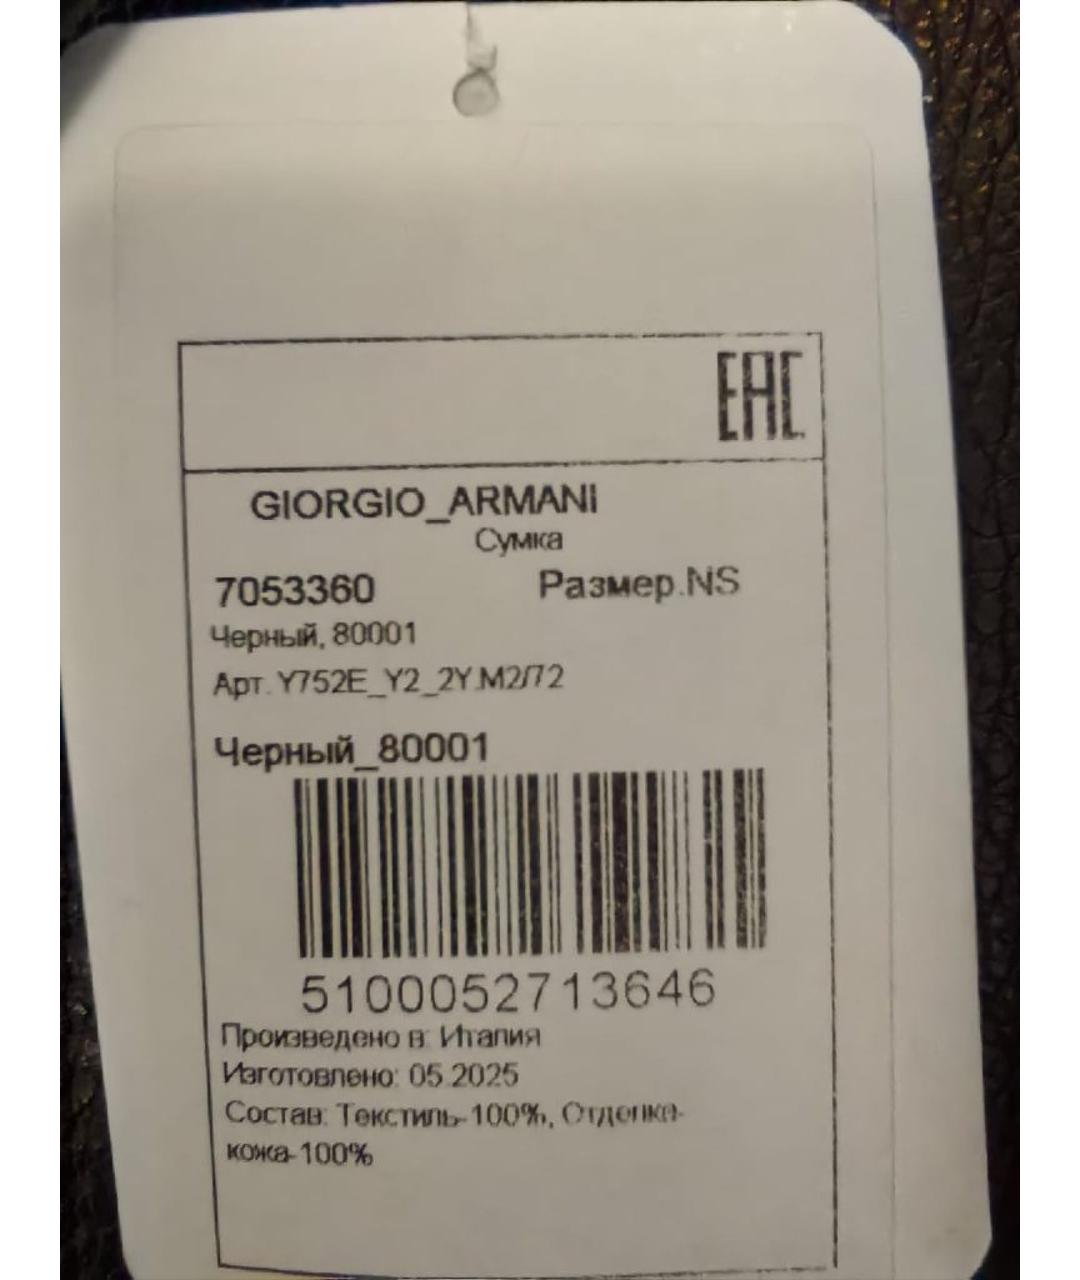 ЕАС
GIORGIO_ARMANI
Сумка
7053360 Размер.NS
Черный, 80001
Арт. Y752E_Y2_2Y.M2/72
Черный_80001
5100052713646
Произведено в: Италия
Изготовлено: 05.2025
Состав: Текстиль-100%, Отделка-
кожа-100%